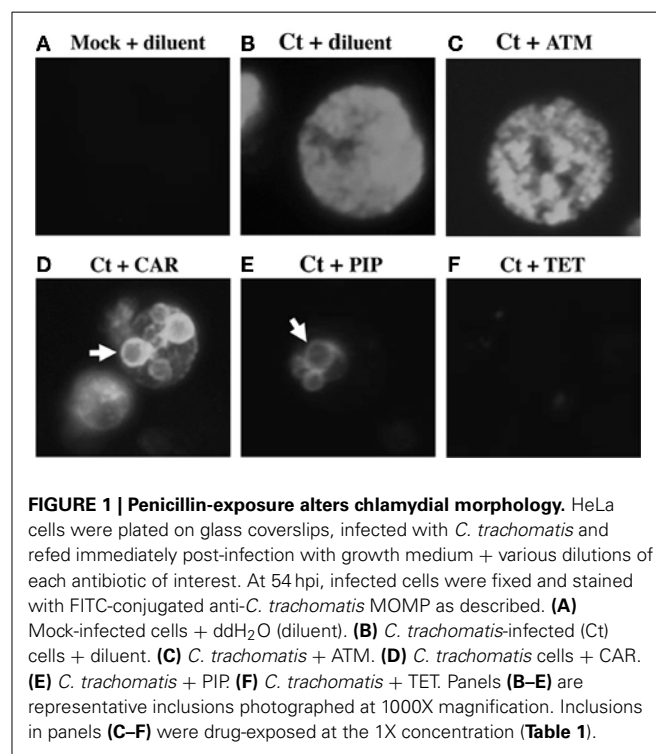 A Mock + diluent B Ct + diluent C Ct + ATM
D Ct + CAR E Ct + PIP F Ct + TET
FIGURE 1 | Penicillin-exposure alters chlamydial morphology. HeLa
cells were plated on glass coverslips, infected with C. trachomatis and
refed immediately post-infection with growth medium + various dilutions of
each antibiotic of interest. At 54 hpi, infected cells were fixed and stained
with FITC-conjugated anti-C. trachomatis MOMP as described. (A)
Mock-infected cells + ddH₂O (diluent). (B) C. trachomatis-infected (Ct)
cells + diluent. (C) C. trachomatis + ATM. (D) C. trachomatis cells + CAR.
(E) C. trachomatis + PIP. (F) C. trachomatis + TET. Panels (B–E) are
representative inclusions photographed at 1000X magnification. Inclusions
in panels (C–F) were drug-exposed at the 1X concentration (Table 1).